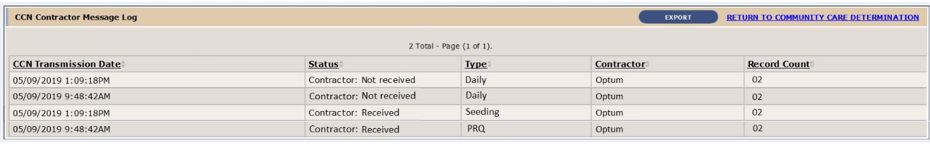 CCN Contractor Message Log EXPORT RETURN TO COMMUNITY CARE DETERMINATION
2 Total - Page (1 of 1).
CCN Transmission Date Status Type Contractor Record Count
05/09/2019 1:09:18PM Contractor: Not received Daily Optum 02
05/09/2019 9:48:42AM Contractor: Not received Daily Optum 02
05/09/2019 1:09:18PM Contractor: Received Seeding Optum 02
05/09/2019 9:48:42AM Contractor: Received PRQ Optum 02